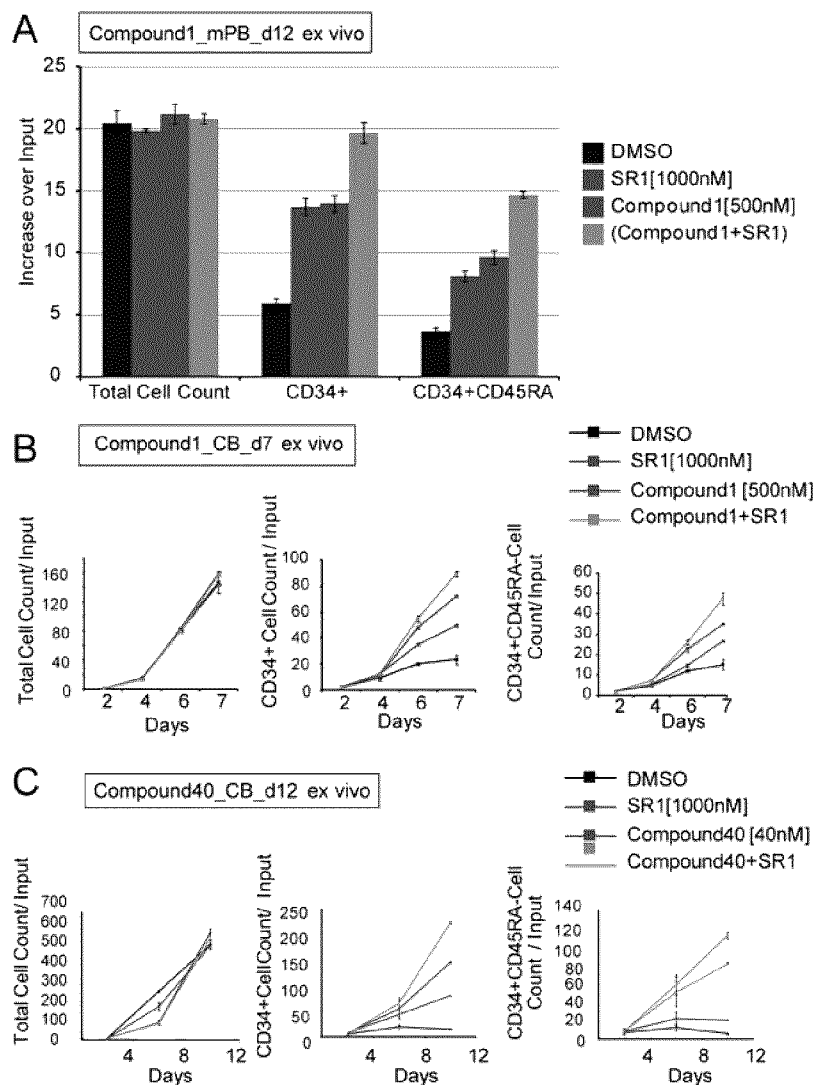 A
Compound1_mPB_d12 ex vivo
Increase over Input
25
20
15
10
5
0
Total Cell Count
CD34+
CD34+CD45RA
DMSO
SR1[1000nM]
Compound1[500nM]
(Compound1+SR1)
B
Compound1_CB_d7 ex vivo
DMSO
SR1[1000nM]
Compound1 [500nM]
Compound1+SR1
Total Cell Count/ Input
160
120
80
40
0
2 4 6 7
Days
CD34+ Cell Count/ Input
100
80
60
40
20
0
2 4 6 7
Days
CD34+CD45RA-Cell
Count/ Input
60
50
40
30
20
10
0
2 4 6 7
Days
C
Compound40_CB_d12 ex vivo
DMSO
SR1[1000nM]
Compound40 [40nM]
Compound40+SR1
Total Cell Count/ Input
700
600
500
400
300
200
100
0
4 8 10 12
Days
CD34+CellCount/ Input
250
200
150
100
50
0
4 6 8 10 12
Days
CD34+CD45RA-Cell
Count / Input
140
120
100
80
60
40
20
0
4 6 8 10 12
Days